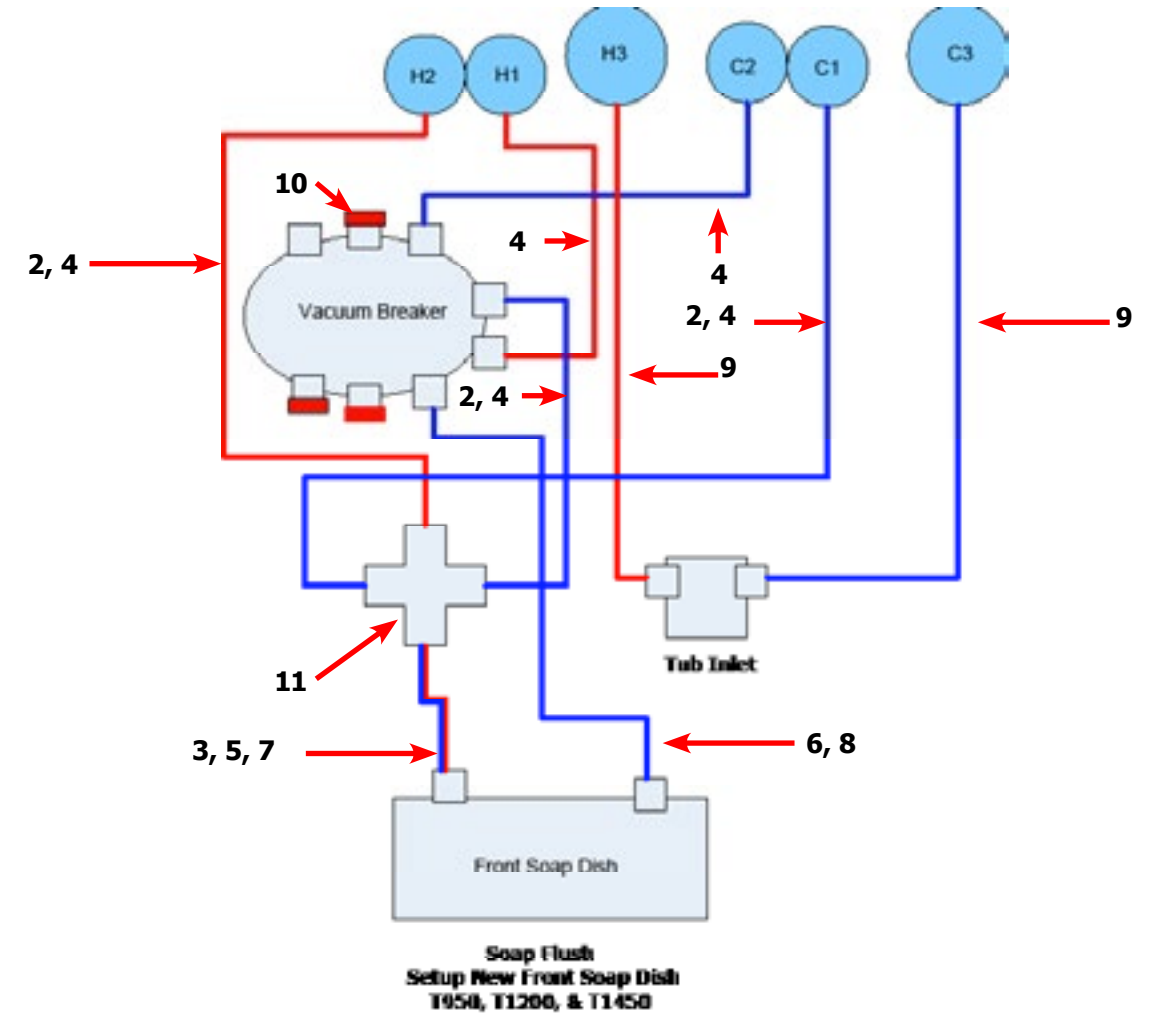 H2
H1
H3
C2
C1
C3
10
4
2, 4
4
2, 4
9
9
Vacuum Breaker
2, 4
11
Tub Inlet
3, 5, 7
6, 8
Front Soap Dish
Soap Flush
Setup New Front Soap Dish
T950, T1200, & T1450